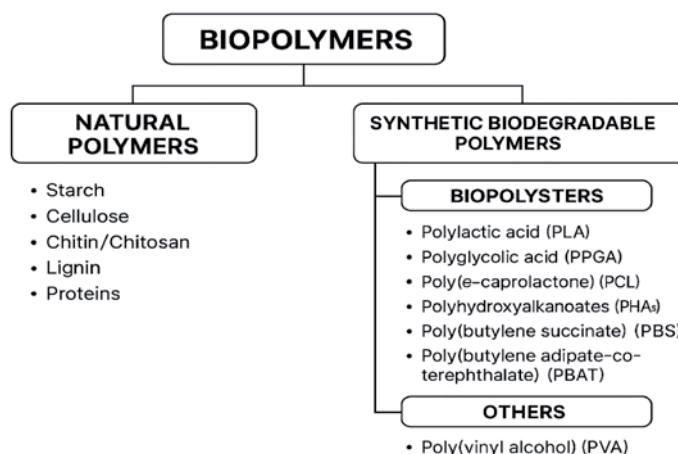 BIOPOLYMERS
NATURAL
POLYMERS
• Starch
• Cellulose
• Chitin/Chitosan
• Lignin
• Proteins
SYNTHETIC BIODEGRADABLE
POLYMERS
BIOPOLYSTERS
• Polylactic acid (PLA)
• Polyglycolic acid (PPGA)
• Poly(e–caprolactone) (PCL)
• Polyhydroxyalkanoates (PHAs)
• Poly(butylene succinate) (PBS)
• Poly(butylene adipate-co-
terephthalate) (PBAT)
OTHERS
• Poly(vinyl alcohol) (PVA)